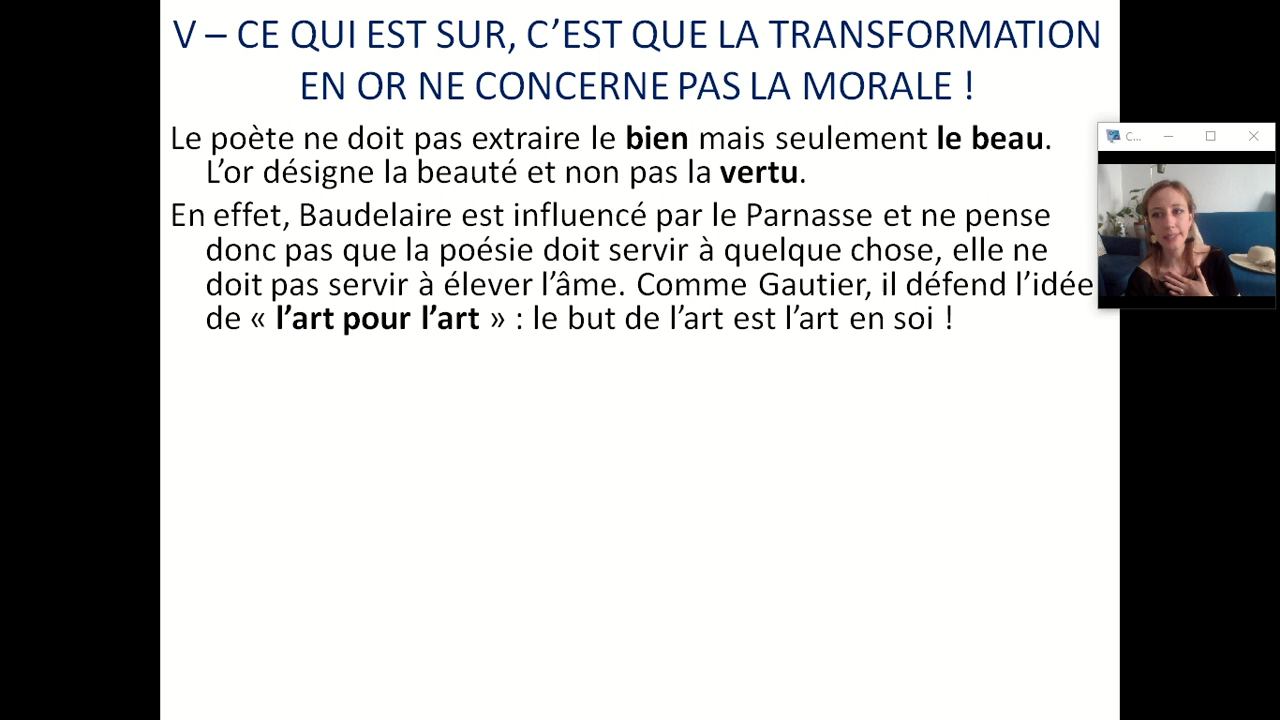 V – CE QUI EST SUR, C’EST QUE LA TRANSFORMATION
EN OR NE CONCERNE PAS LA MORALE !
Le poète ne doit pas extraire le bien mais seulement le beau.
L’or désigne la beauté et non pas la vertu.
En effet, Baudelaire est influencé par le Parnasse et ne pense
donc pas que la poésie doit servir à quelque chose, elle ne
doit pas servir à élever l’âme. Comme Gautier, il défend l’idée
de « l’art pour l’art » : le but de l’art est l’art en soi !
C...